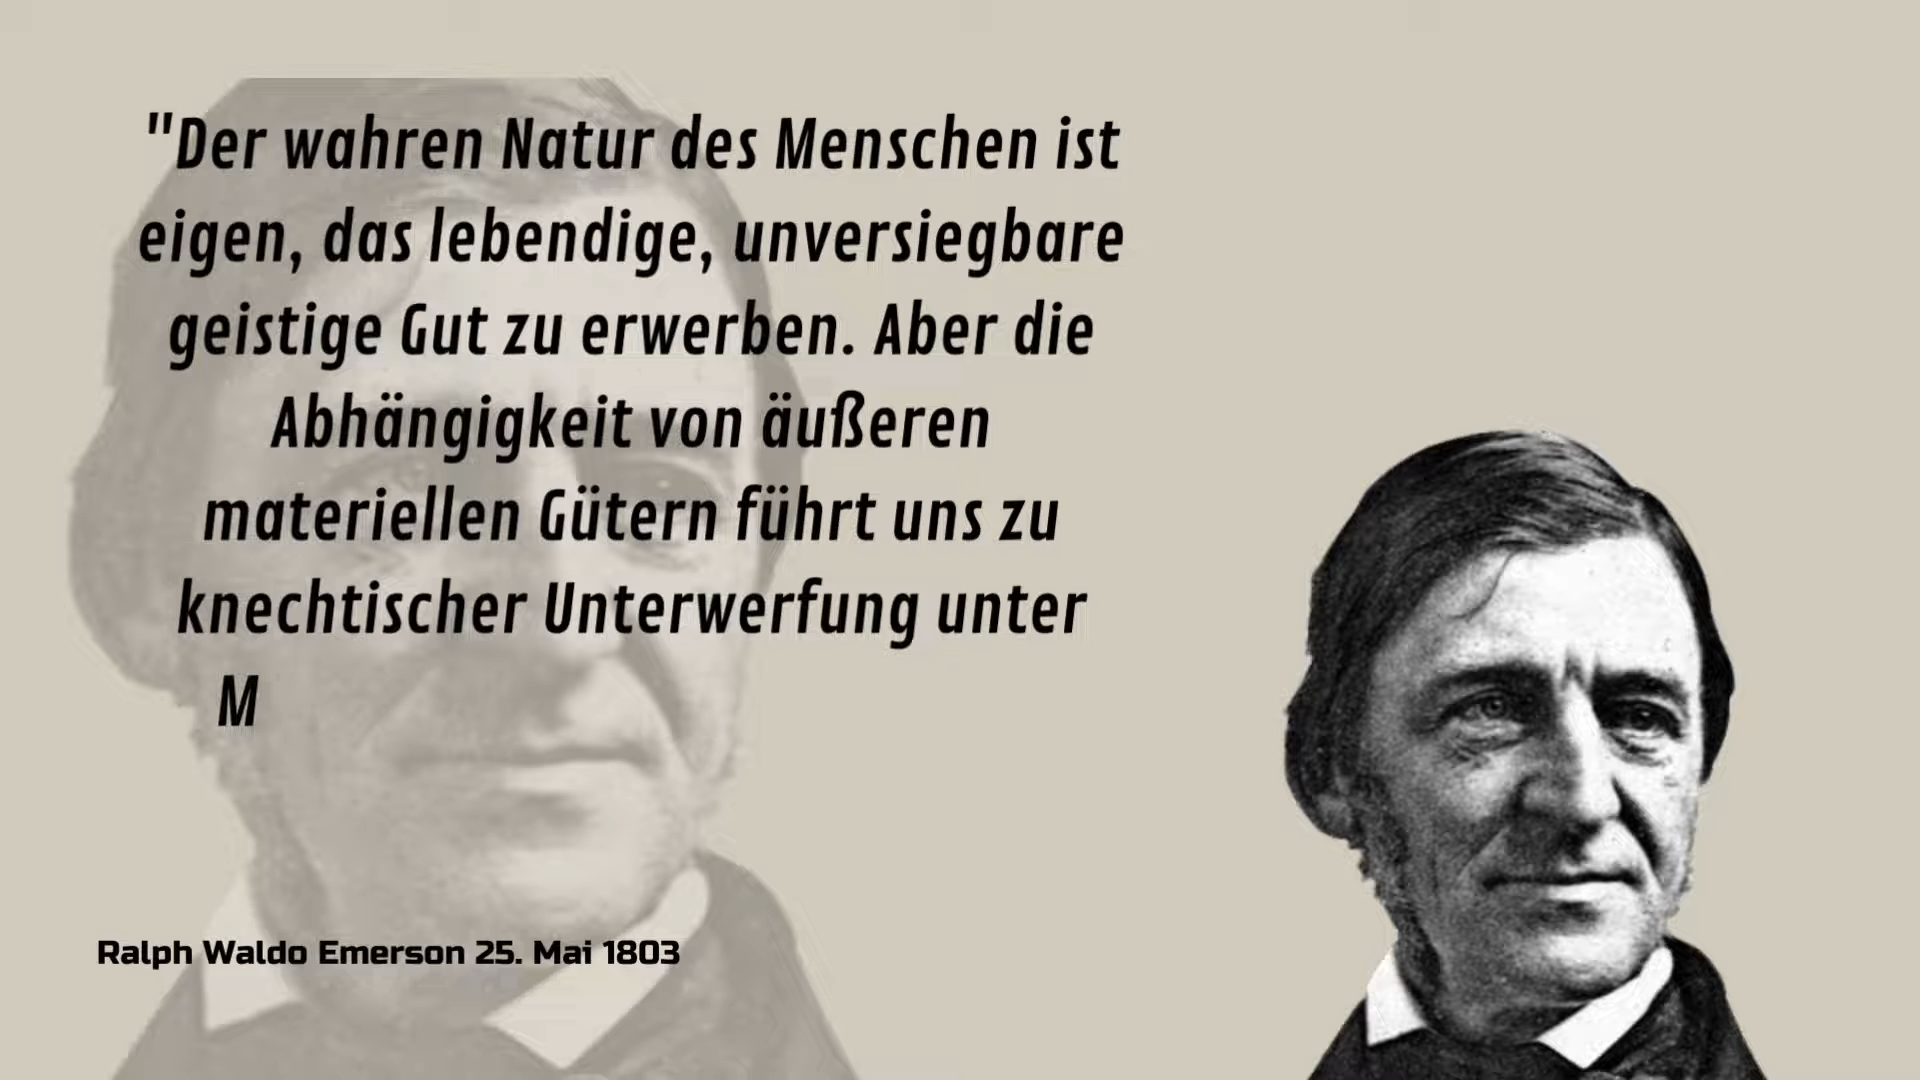 "Der wahren Natur des Menschen ist
eigen, das lebendige, unversiegbare
geistige Gut zu erwerben. Aber die
Abhängigkeit von äußeren
materiellen Gütern führt uns zu
knechtischer Unterwerfung unter
M
Ralph Waldo Emerson 25. Mai 1803